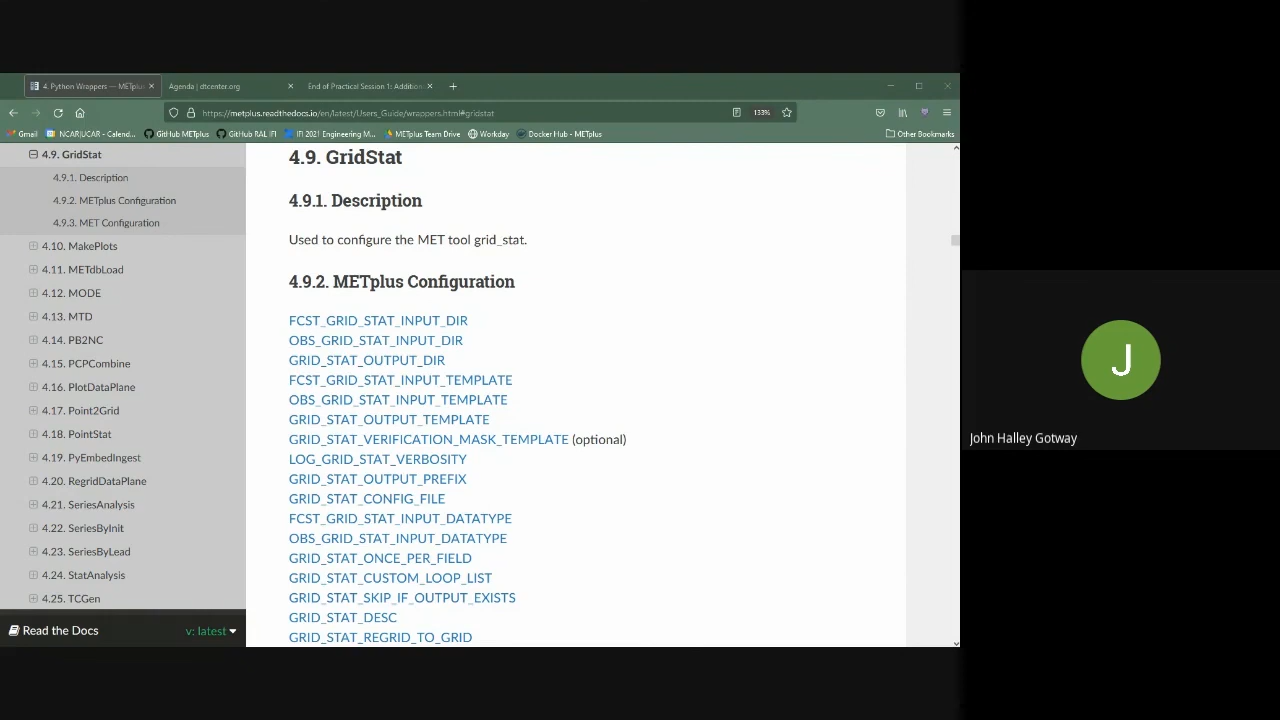 4. Python Wrappers — METplu
Agenda | dtcenter.org
End of Practical Session 1: Addition
https://metplus.readthedocs.io/en/latest/Users_Guide/wrappers.html#gridstat
133%
Gmail
NCAR|UCAR - Calend...
GitHub METplus
GitHub RAL IFI
IFI 2021 Engineering M...
METplus Team Drive
Workday
Docker Hub - METplus
Other Bookmarks
4.9. GridStat
4.9.1. Description
4.9.2. METplus Configuration
4.9.3. MET Configuration
4.10. MakePlots
4.11. METdbLoad
4.12. MODE
4.13. MTD
4.14. PB2NC
4.15. PCPCombine
4.16. PlotDataPlane
4.17. Point2Grid
4.18. PointStat
4.19. PyEmbedIngest
4.20. RegridDataPlane
4.21. SeriesAnalysis
4.22. SeriesByInit
4.23. SeriesByLead
4.24. StatAnalysis
4.25. TCGen
Read the Docs
v: latest
4.9. GridStat
4.9.1. Description
Used to configure the MET tool grid_stat.
4.9.2. METplus Configuration
FCST_GRID_STAT_INPUT_DIR
OBS_GRID_STAT_INPUT_DIR
GRID_STAT_OUTPUT_DIR
FCST_GRID_STAT_INPUT_TEMPLATE
OBS_GRID_STAT_INPUT_TEMPLATE
GRID_STAT_OUTPUT_TEMPLATE
GRID_STAT_VERIFICATION_MASK_TEMPLATE (optional)
LOG_GRID_STAT_VERBOSITY
GRID_STAT_OUTPUT_PREFIX
GRID_STAT_CONFIG_FILE
FCST_GRID_STAT_INPUT_DATATYPE
OBS_GRID_STAT_INPUT_DATATYPE
GRID_STAT_ONCE_PER_FIELD
GRID_STAT_CUSTOM_LOOP_LIST
GRID_STAT_SKIP_IF_OUTPUT_EXISTS
GRID_STAT_DESC
GRID_STAT_REGRID_TO_GRID
J
John Halley Gotway